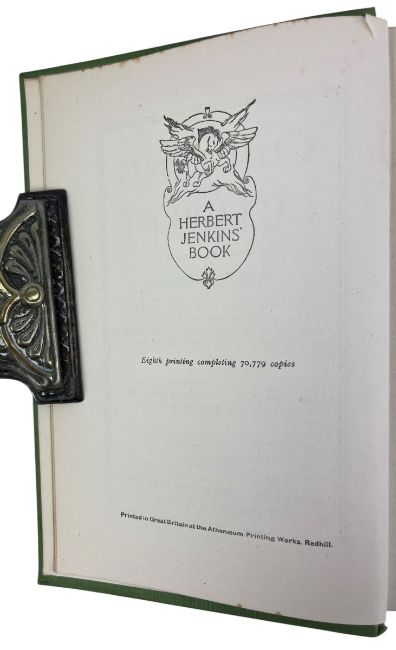 A
HERBERT
JENKINS'
BOOK
Eighth printing completing 70,779 copies
Printed in Great Britain at the Athenæum Printing Works, Redhill.